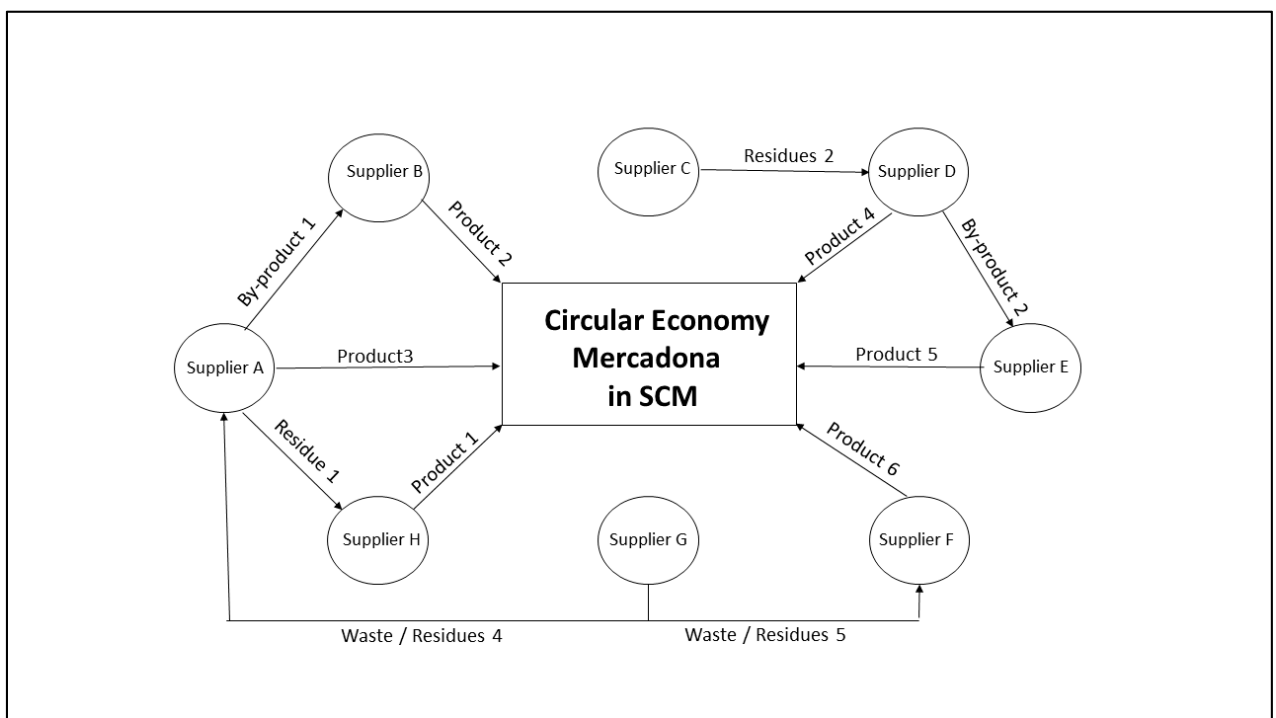 Supplier B
Supplier C
Residues 2
Supplier D
By-product 1
Product 2
Product 4
By-product 2
Circular Economy
Mercadona
in SCM
Supplier A
Product3
Product 5
Supplier E
Residue 1
Product 1
Product 6
Supplier H
Supplier G
Supplier F
Waste / Residues 4
Waste / Residues 5